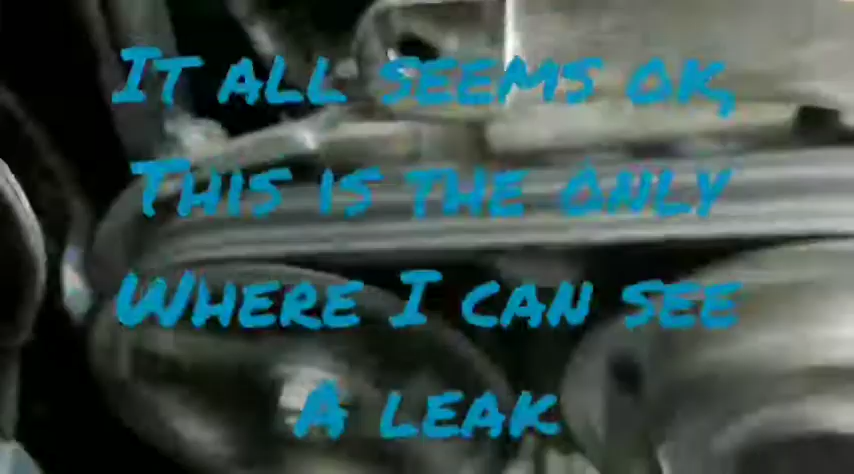 It all seems ok,
This is the only
Where I can see
A leak